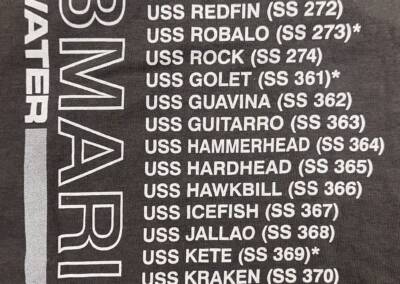 WATER
BMARI
USS REDFIN (SS 272)
USS ROBALO (SS 273)*
USS ROCK (SS 274)
USS GOLET (SS 361)*
USS GUAVINA (SS 362)
USS GUITARRO (SS 363)
USS HAMMERHEAD (SS 364)
USS HARDHEAD (SS 365)
USS HAWKBILL (SS 366)
USS ICEFISH (SS 367)
USS JALLAO (SS 368)
USS KETE (SS 369)*
USS KRAKEN (SS 370)